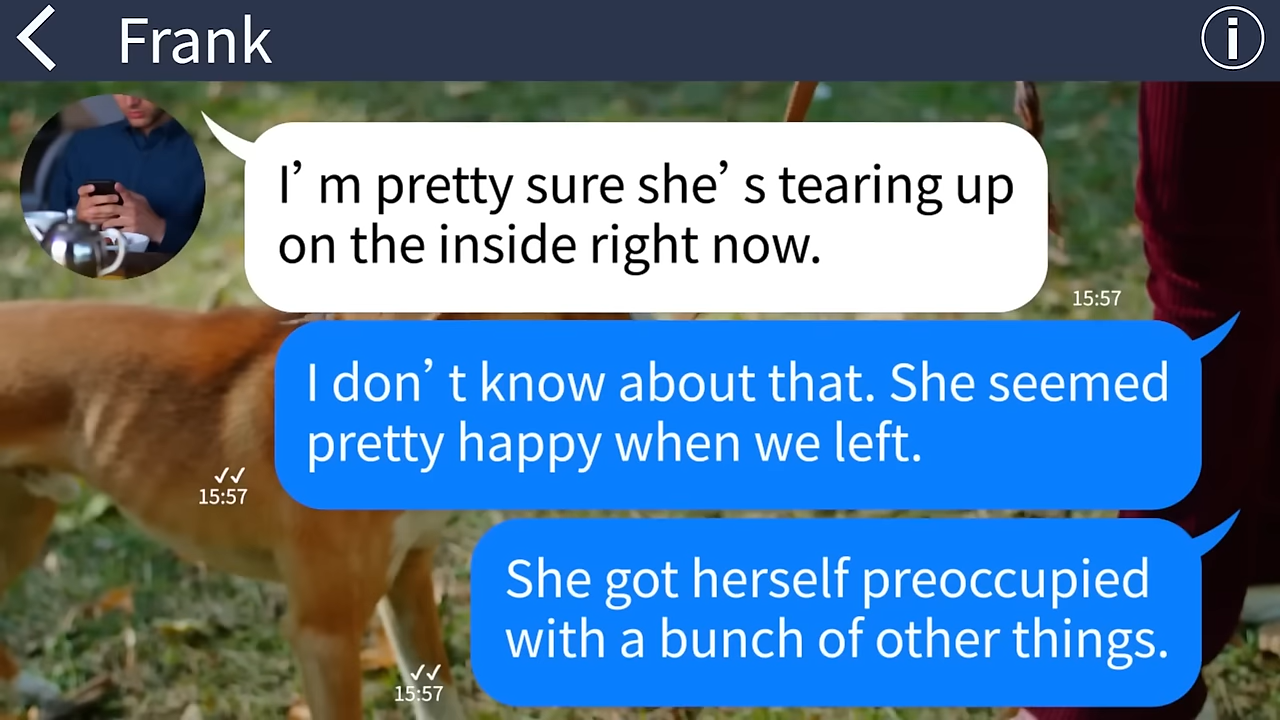 Frank
I’m pretty sure she’s tearing up
on the inside right now.
15:57
I don’t know about that. She seemed
pretty happy when we left.
15:57
She got herself preoccupied
with a bunch of other things.
15:57